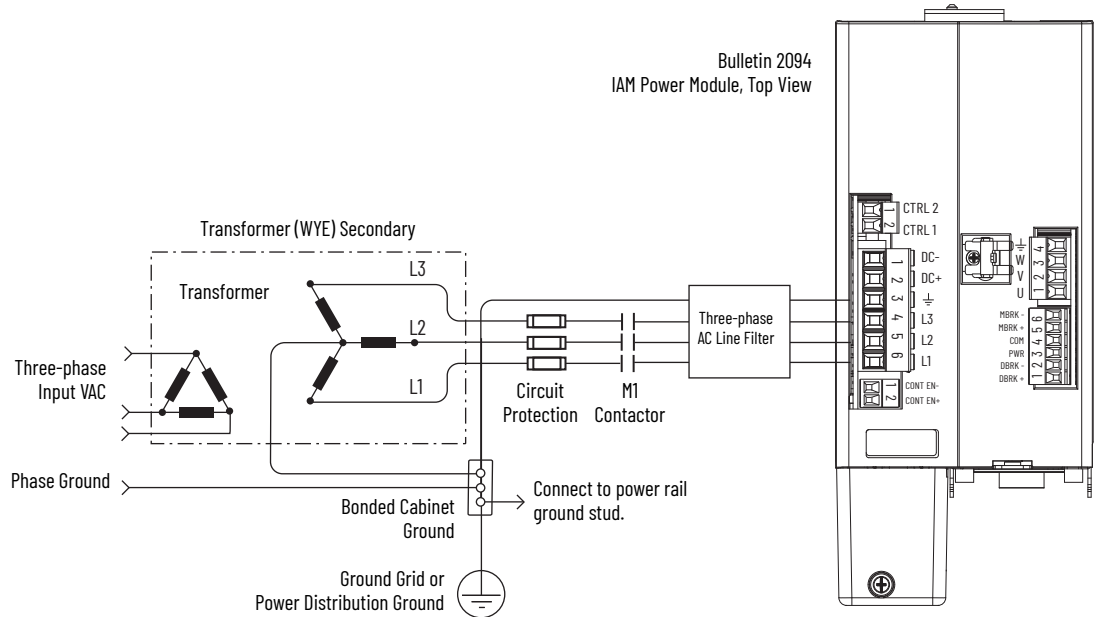 Bulletin 2094
IAM Power Module, Top View
Transformer (WYE) Secondary
Transformer
L3
L2
L1
Three-phase
Input VAC
Phase Ground
Circuit
Protection
M1
Contactor
Three-phase
AC Line Filter
Bonded Cabinet
Ground
Connect to power rail
ground stud.
Ground Grid or
Power Distribution Ground
1 CTRL 2
2 CTRL 1
1 DC-
2 DC+
3
4 L3
5 L2
6 L1
1 CONT EN-
2 CONT EN+
4
W 3
V 2
U 1
MBRK - 6
MBRK + 5
COM 4
PWR 3
DBRK - 2
DBRK + 1